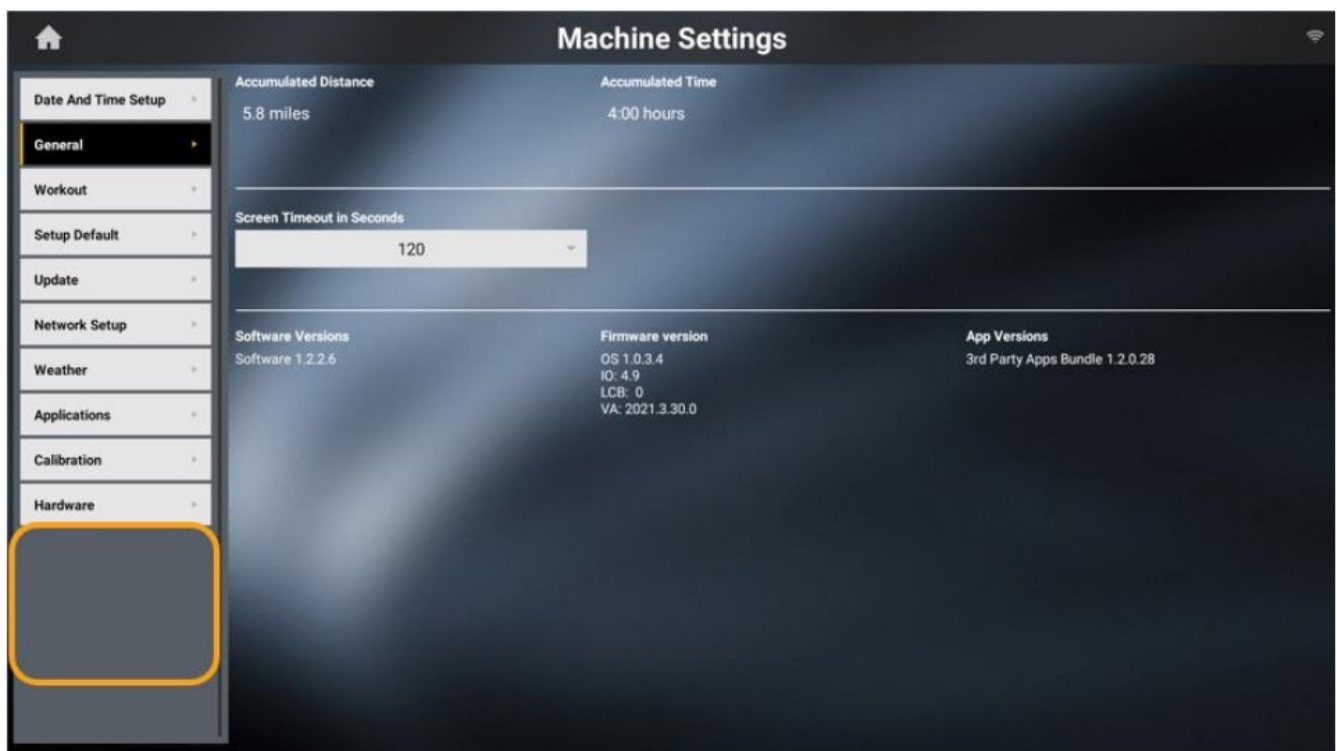 Machine Settings
Date And Time Setup
General
Workout
Setup Default
Update
Network Setup
Weather
Applications
Calibration
Hardware
Accumulated Distance
5.8 miles
Accumulated Time
4:00 hours
Screen Timeout in Seconds
120
Software Versions
Software 1.2.2.6
Firmware version
OS 1.0.3.4
IO: 4.9
LCB: 0
VA: 2021.3.30.0
App Versions
3rd Party Apps Bundle 1.2.0.28